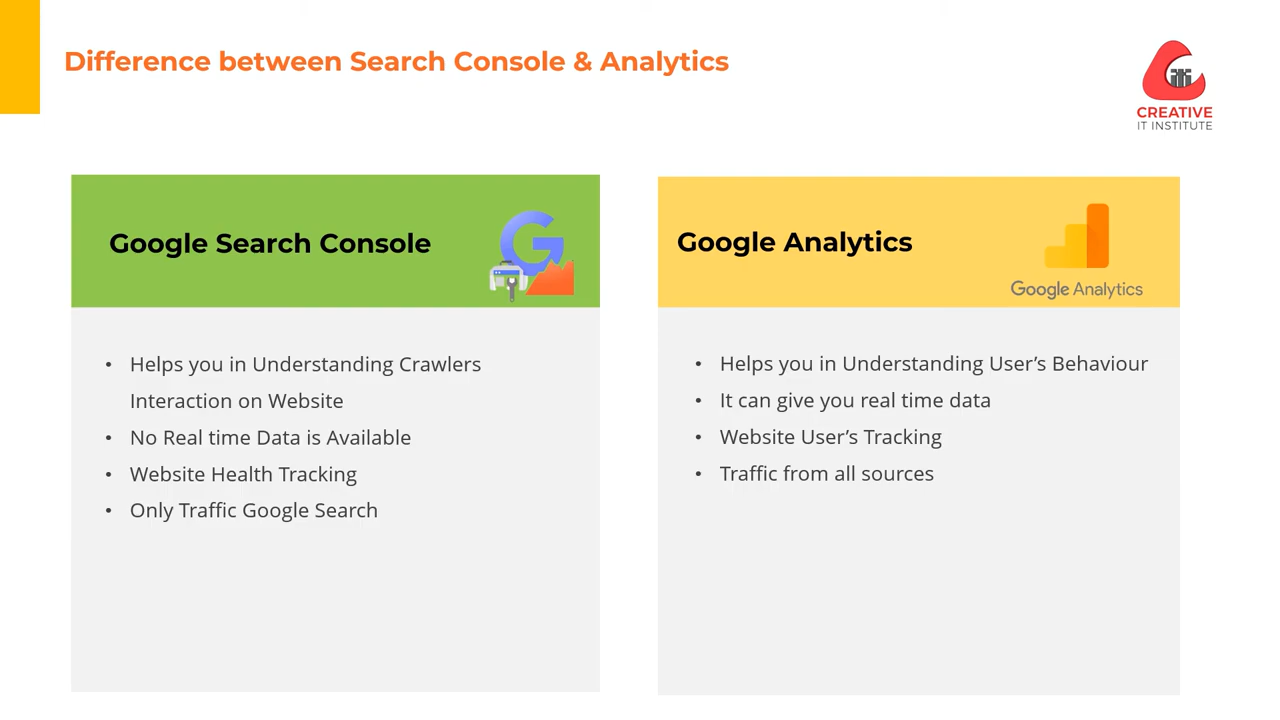 Difference between Search Console & Analytics
CREATIVE
IT INSTITUTE
Google Search Console
• Helps you in Understanding Crawlers
Interaction on Website
• No Real time Data is Available
• Website Health Tracking
• Only Traffic Google Search
Google Analytics
Google Analytics
• Helps you in Understanding User’s Behaviour
• It can give you real time data
• Website User’s Tracking
• Traffic from all sources